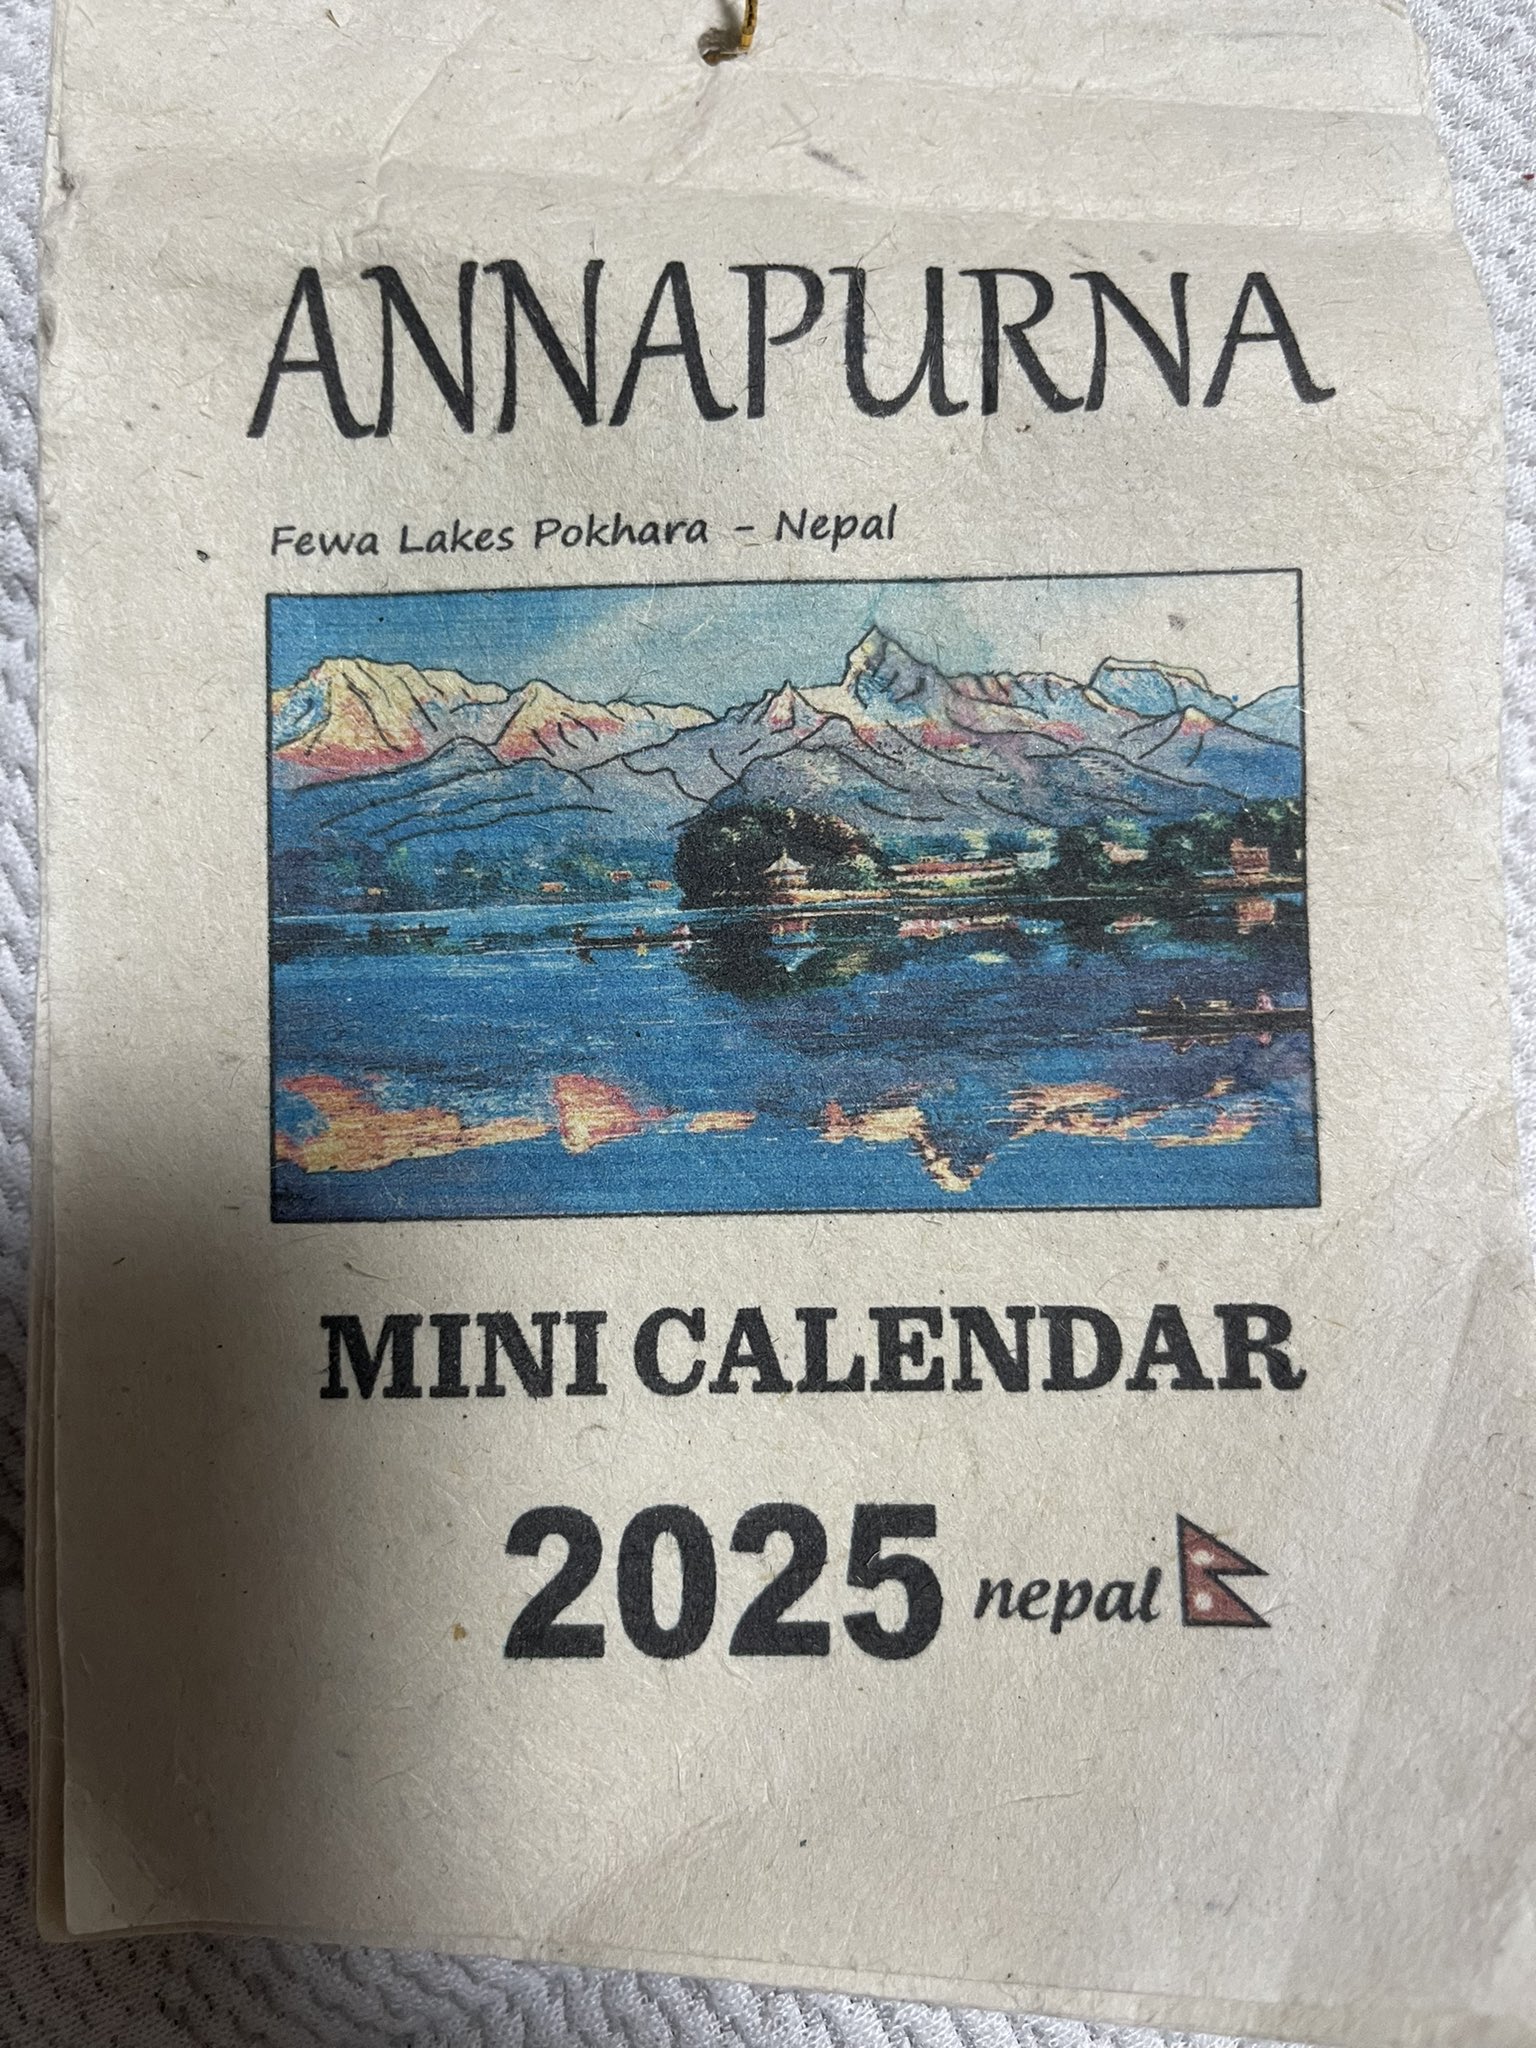 ANNAPURNA
Fewa Lakes Pokhara - Nepal
MINI CALENDAR
2025 nepal